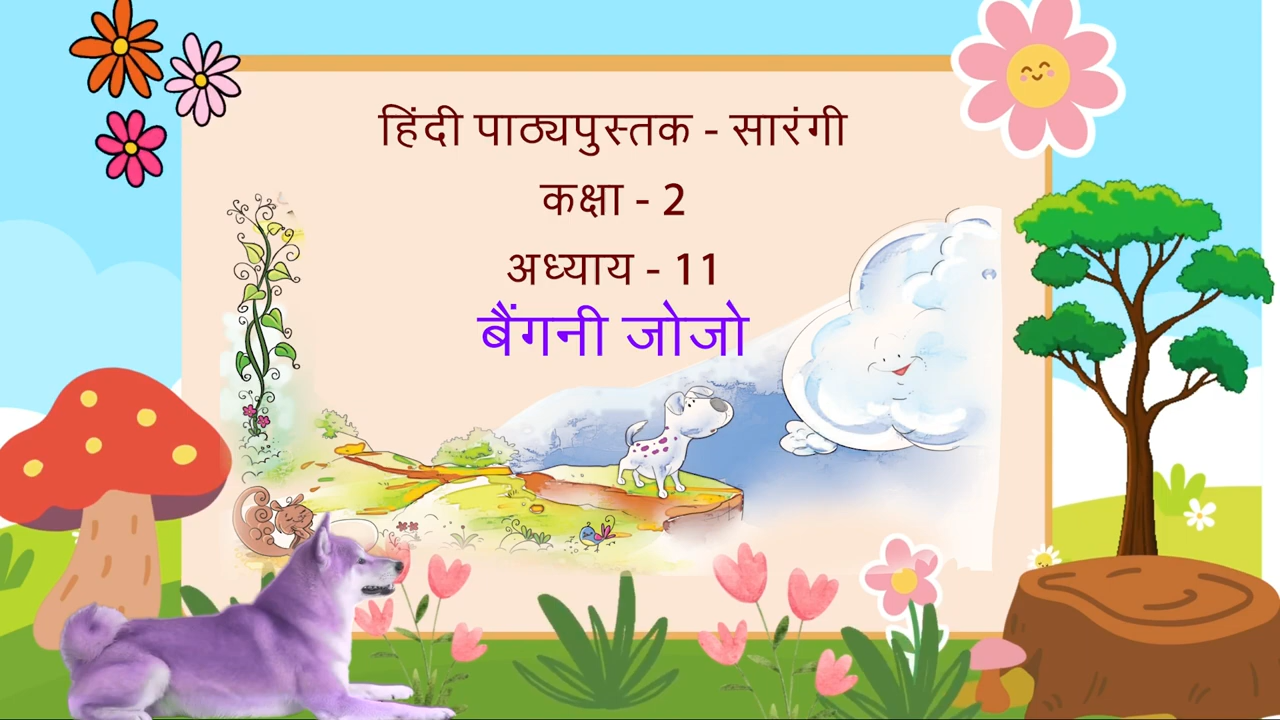 हिंदी पाठ्यपुस्तक - सारंगी
कक्षा - 2
अध्याय - 11
बैंगनी जोजो